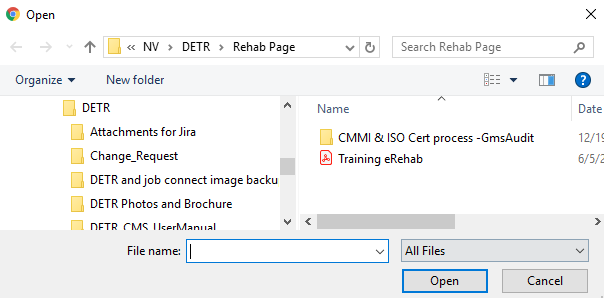 Open
« NV > DETR > Rehab Page
Search Rehab Page
Organize
New folder
?
DETR
Attachments for Jira
Change_Request
DETR and job connect image backu
DETR Photos and Brochure
DETR_CMS_UserManual
Name
Date
CMMI & ISO Cert process -GmsAudit
12/19
Training eRehab
6/5/2
File name:
All Files
Open
Cancel